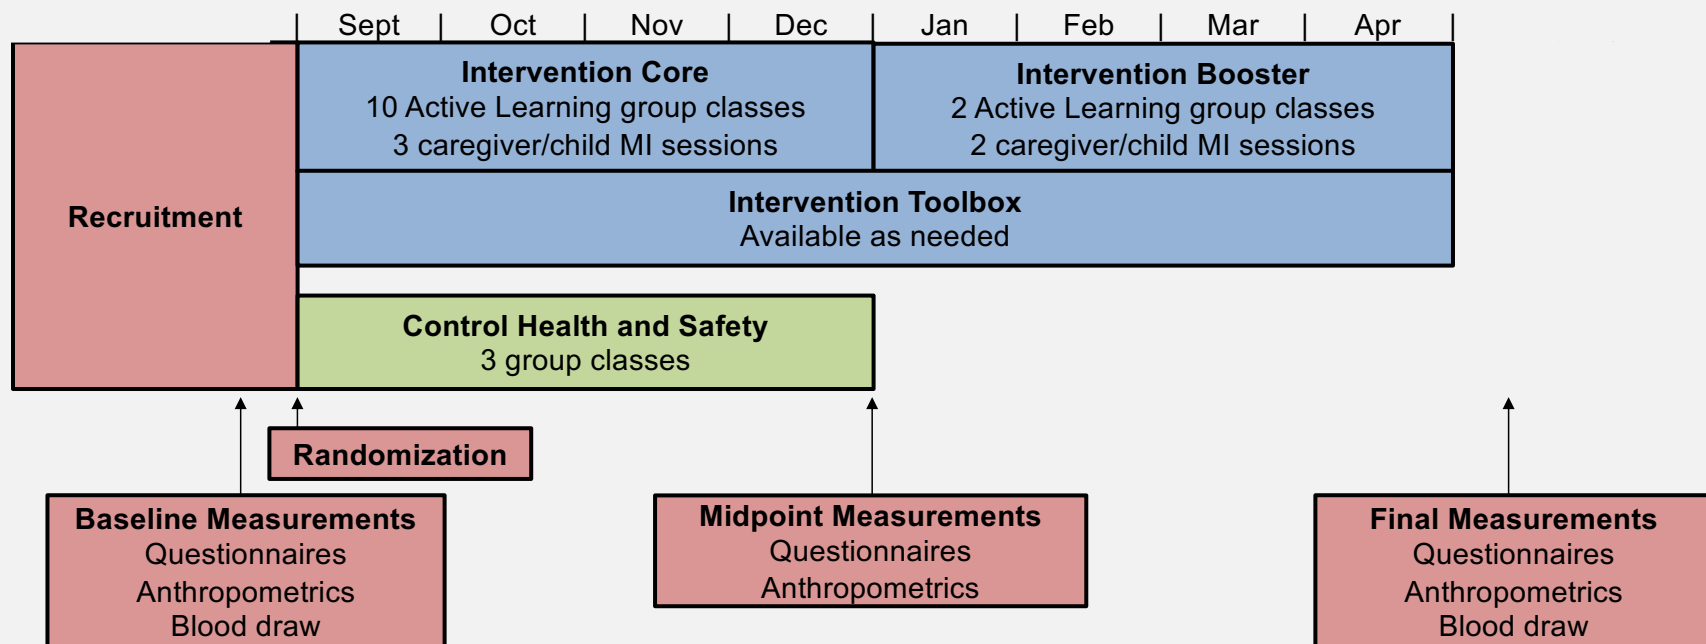 | Sept | Oct | Nov | Dec | Jan | Feb | Mar | Apr |
Recruitment
Intervention Core
10 Active Learning group classes
3 caregiver/child MI sessions
Intervention Booster
2 Active Learning group classes
2 caregiver/child MI sessions
Intervention Toolbox
Available as needed
Control Health and Safety
3 group classes
Randomization
Baseline Measurements
Questionnaires
Anthropometrics
Blood draw
Midpoint Measurements
Questionnaires
Anthropometrics
Final Measurements
Questionnaires
Anthropometrics
Blood draw